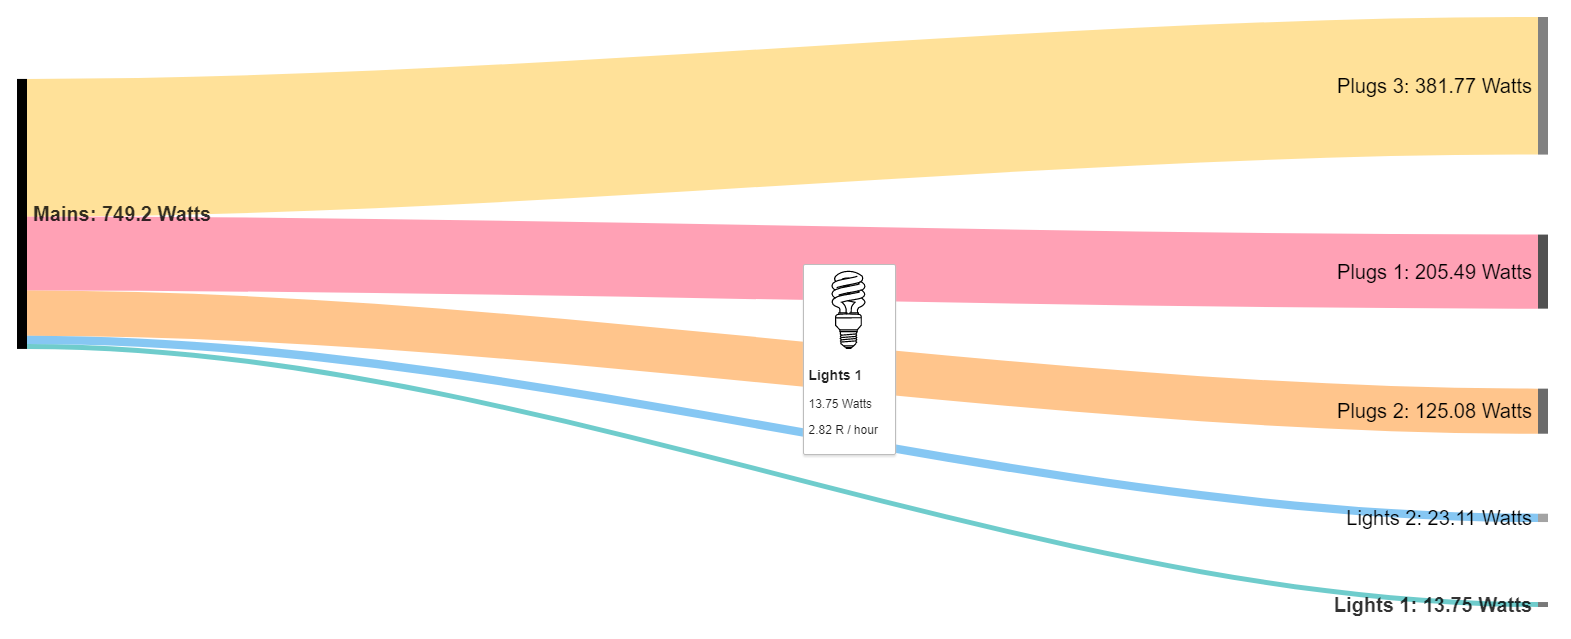 Plugs 3: 381.77 Watts
Mains: 749.2 Watts
Plugs 1: 205.49 Watts
Lights 1
13.75 Watts
2.82 R / hour
Plugs 2: 125.08 Watts
Lights 2: 23.11 Watts
Lights 1: 13.75 Watts